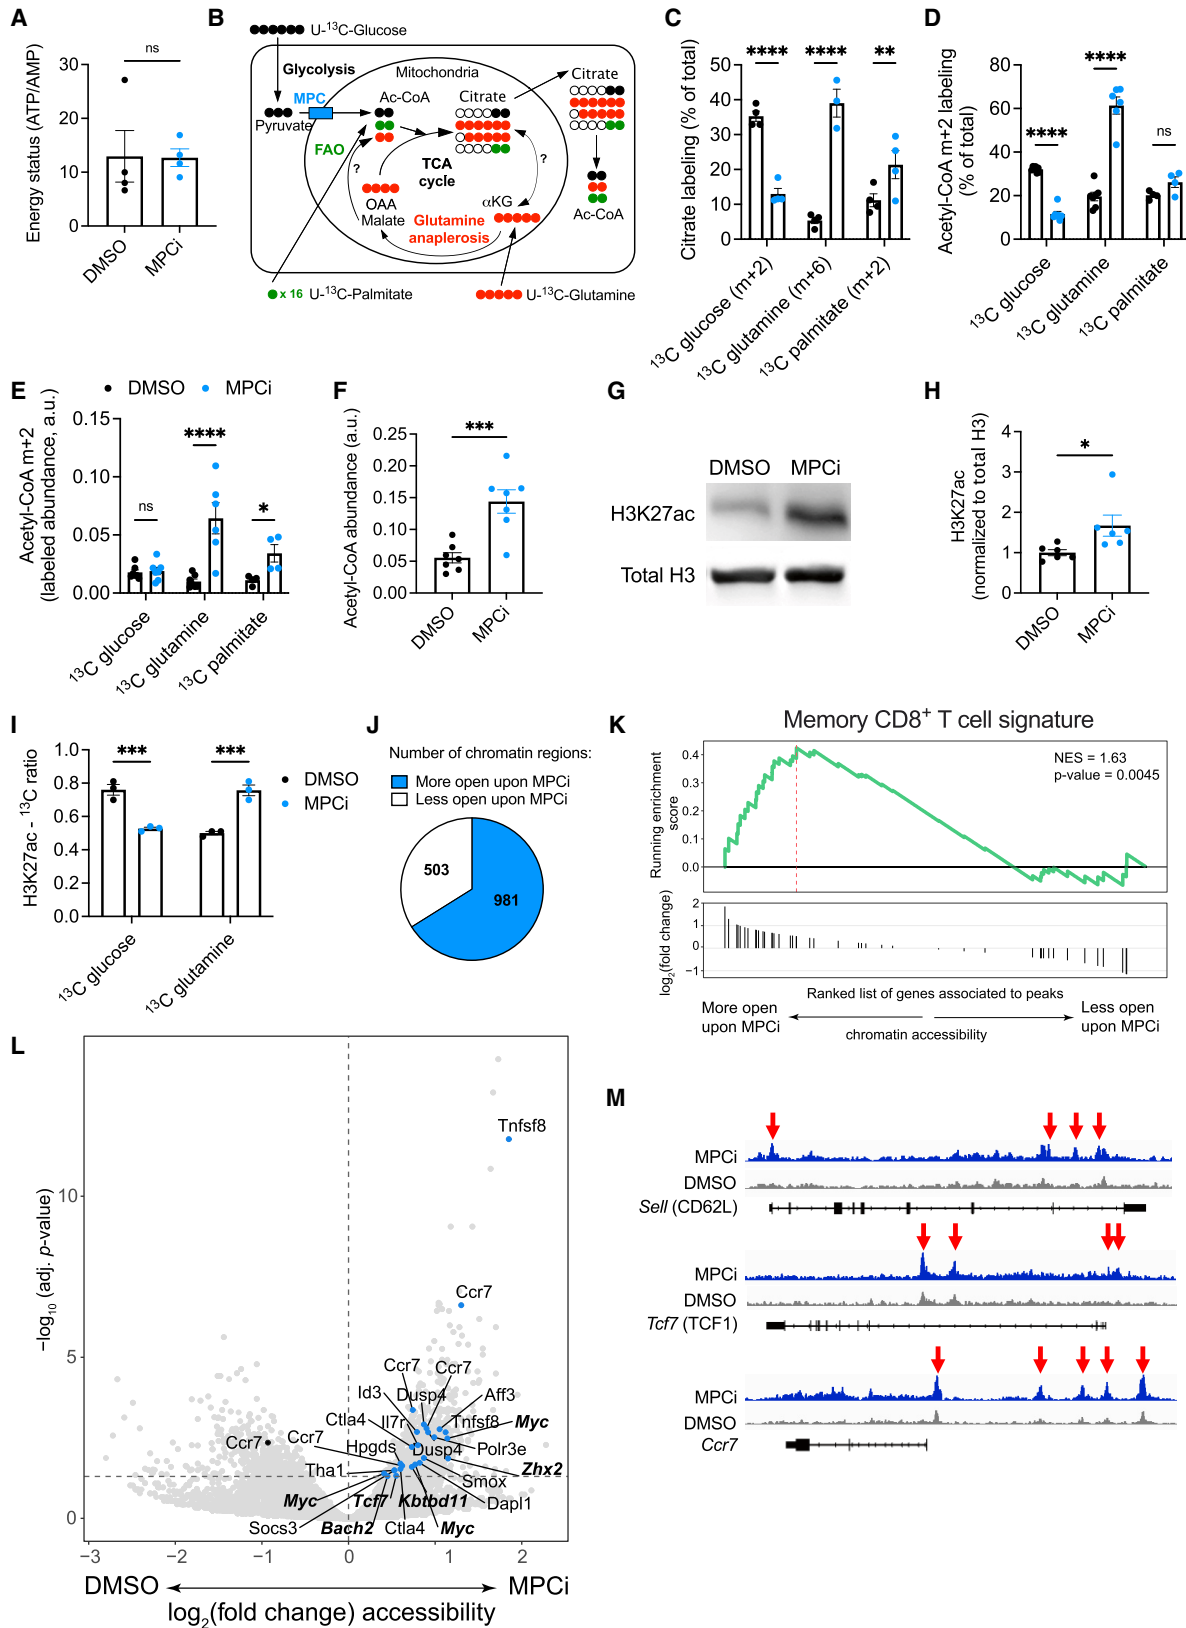 A
Energy status (ATP/AMP)
30
20
10
0
ns
DMSO
MPCi
B
U-¹³C-Glucose
Glycolysis
MPC
Pyruvate
Mitochondria
Ac-CoA
Citrate
FAO
?
TCA
cycle
?
OAA
Malate
Glutamine
anaplerosis
αKG
Citrate
Ac-CoA
x 16 U-¹³C-Palmitate
U-¹³C-Glutamine
C
Citrate labeling (% of total)
50
40
30
20
10
0
**** **** **
¹³C glucose (m+2)
¹³C glutamine (m+6)
¹³C palmitate (m+2)
D
Acetyl-CoA m+2 labeling
(% of total)
80
60
40
20
0
**** **** ns
¹³C glucose
¹³C glutamine
¹³C palmitate
E
DMSO MPCi
Acetyl-CoA m+2
(labeled abundance, a.u.)
0.15
0.10
0.05
0.00
ns **** *
¹³C glucose
¹³C glutamine
¹³C palmitate
F
Acetyl-CoA abundance (a.u.)
0.25
0.20
0.15
0.10
0.05
0.00
***
DMSO
MPCi
G
DMSO MPCi
H3K27ac
Total H3
H
H3K27ac
(normalized to total H3)
4
3
2
1
0
*
DMSO
MPCi
I
H3K27ac - ¹³C ratio
1.0
0.8
0.6
0.4
0.2
0.0
*** ***
DMSO
MPCi
¹³C glucose
¹³C glutamine
J
Number of chromatin regions:
More open upon MPCi
Less open upon MPCi
503
981
K
Memory CD8⁺ T cell signature
Running enrichment
score
0.4
0.3
0.2
0.1
0.0
NES = 1.63
p-value = 0.0045
log₂(fold change)
2
1
0
−1
Ranked list of genes associated to peaks
More open
upon MPCi
Less open
upon MPCi
chromatin accessibility
L
−log₁₀ (adj. p-value)
10
5
0
Tnfsf8
Ccr7
Ccr7 Ccr7
Id3 Dusp4 Aff3
Ctla4 Il7r Tnfsf8 Myc
Ccr7 Ccr7 Hpgds Dusp4 Polr3e
Tha1 Smox Zhx2
Myc Tcf7 Kbtbd11 Dapl1
Socs3 Bach2 Ctla4 Myc
−3 −2 −1 0 1 2
DMSO MPCi
log₂(fold change) accessibility
M
MPCi
DMSO
Sell (CD62L)
MPCi
DMSO
Tcf7 (TCF1)
MPCi
DMSO
Ccr7